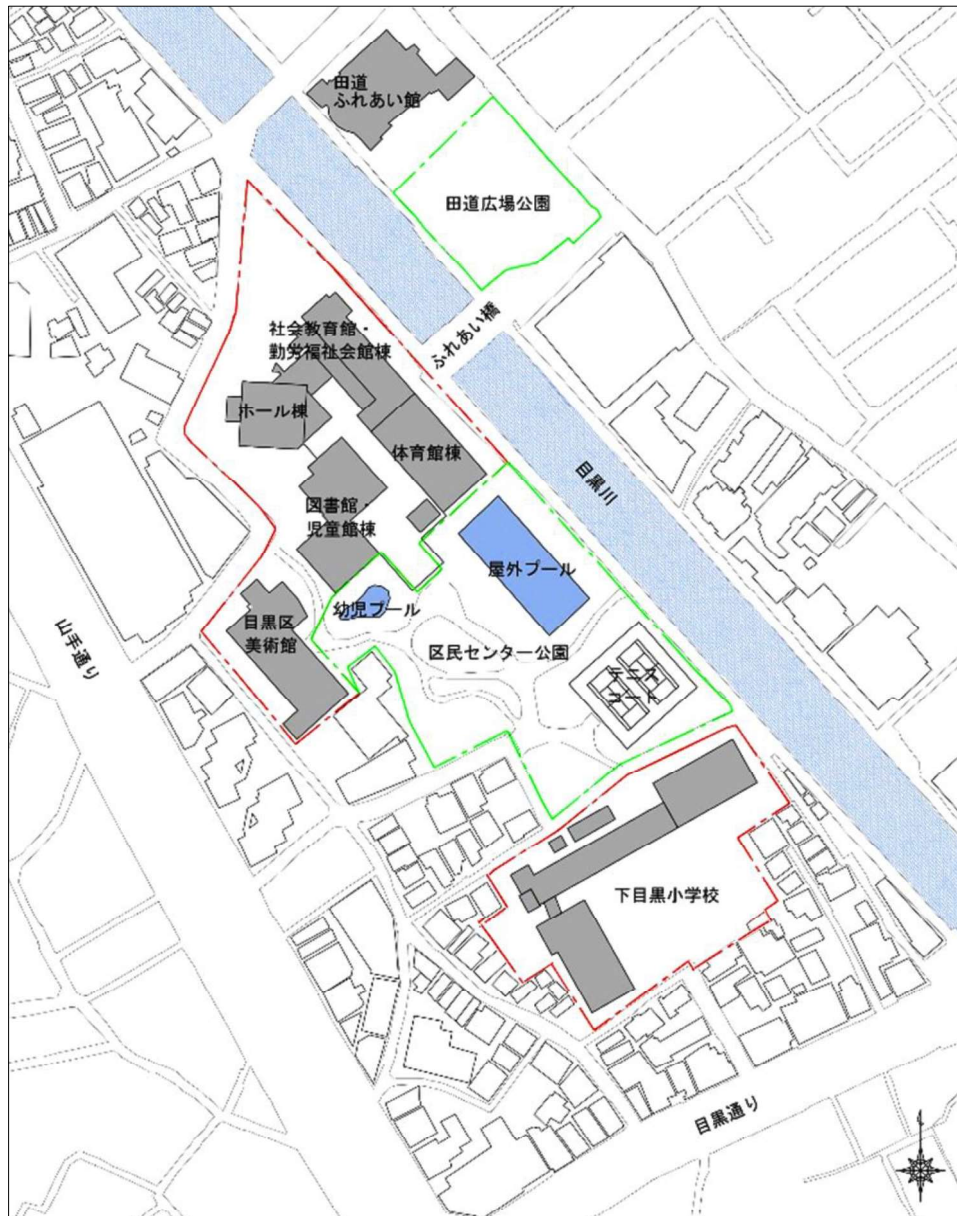 田道
ふれあい館
田道広場公園
ふれあい橋
社会教育館・
勤労福祉会館棟
ホール棟
体育館棟
目黒川
図書館・
児童館棟
屋外プール
幼児プール
目黒区
美術館
山手通り
区民センター公園
テニス
コート
下目黒小学校
目黒通り